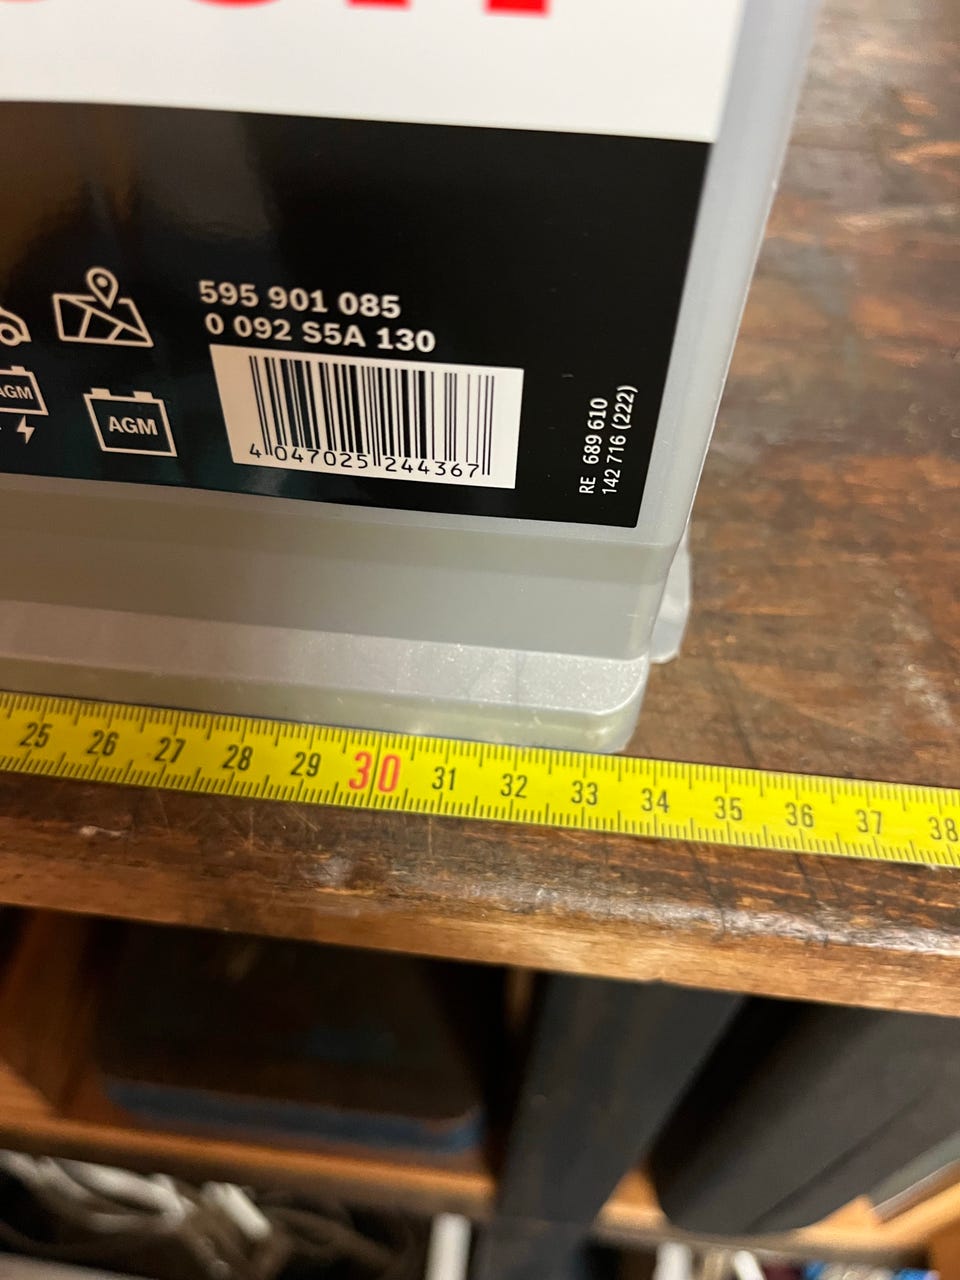 595 901 085
0 092 S5A 130
AGM
AGM
4 047025 244367
RE 689 610
142 716 (222)
25 26 27 28 29 30 31 32 33 34 35 36 37 38